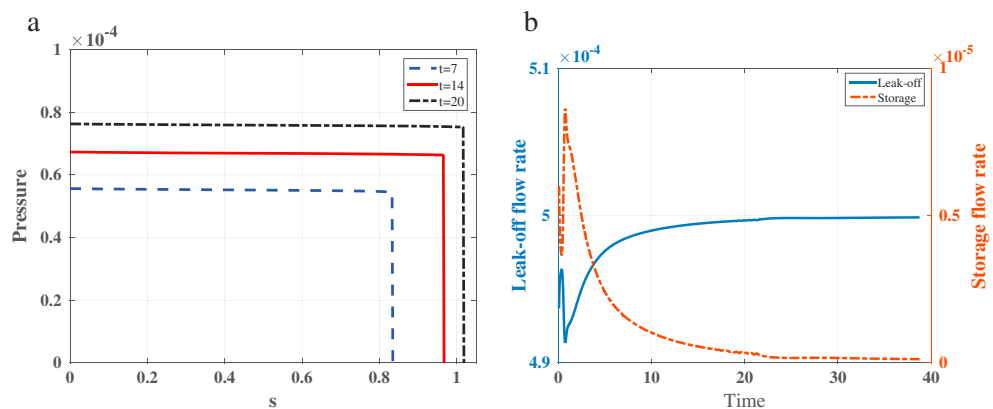 a
×10⁻⁴
1
0.8
0.6
0.4
0.2
0
Pressure
0 0.2 0.4 0.6 0.8 1
s
t=7
t=14
t=20
b
×10⁻⁴
5.1
5
4.9
Leak-off flow rate
×10⁻⁵
1
0.5
0
Storage flow rate
0 10 20 30 40
Time
Leak-off
Storage